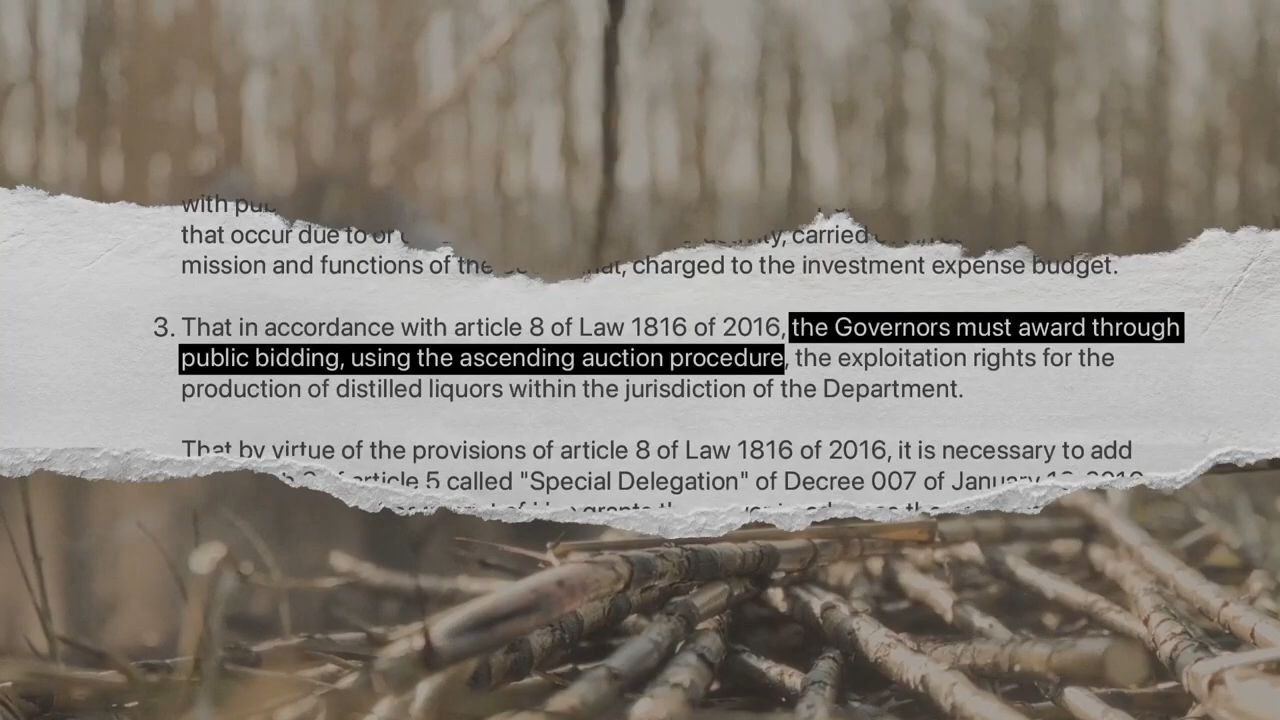 with
that occur due to or carried
mission and functions of the charged to the investment expense budget.
3. That in accordance with article 8 of Law 1816 of 2016, the Governors must award through
public bidding, using the ascending auction procedure, the exploitation rights for the
production of distilled liquors within the jurisdiction of the Department.
That by virtue of the provisions of article 8 of Law 1816 of 2016, it is necessary to add
article 5 called "Special Delegation" of Decree 007 of January